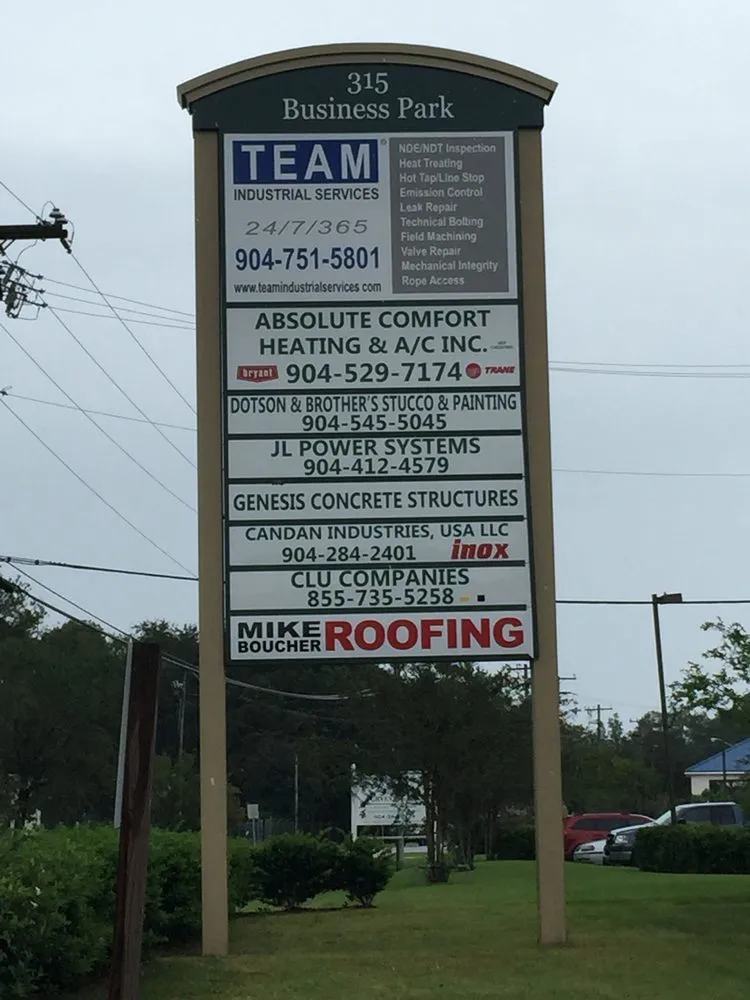 315
Business Park
TEAM®
INDUSTRIAL SERVICES
24/7/365
904-751-5801
www.teamindustrialservices.com
NDE/NDT Inspection
Heat Treating
Hot Tap/Line Stop
Emission Control
Leak Repair
Technical Bolting
Field Machining
Valve Repair
Mechanical Integrity
Rope Access
ABSOLUTE COMFORT
HEATING & A/C INC.
bryant 904-529-7174 TRANE
DOTSON & BROTHER'S STUCCO & PAINTING
904-545-5045
JL POWER SYSTEMS
904-412-4579
GENESIS CONCRETE STRUCTURES
CANDAN INDUSTRIES, USA LLC
904-284-2401 inox
CLU COMPANIES
855-735-5258
MIKE BOUCHER ROOFING